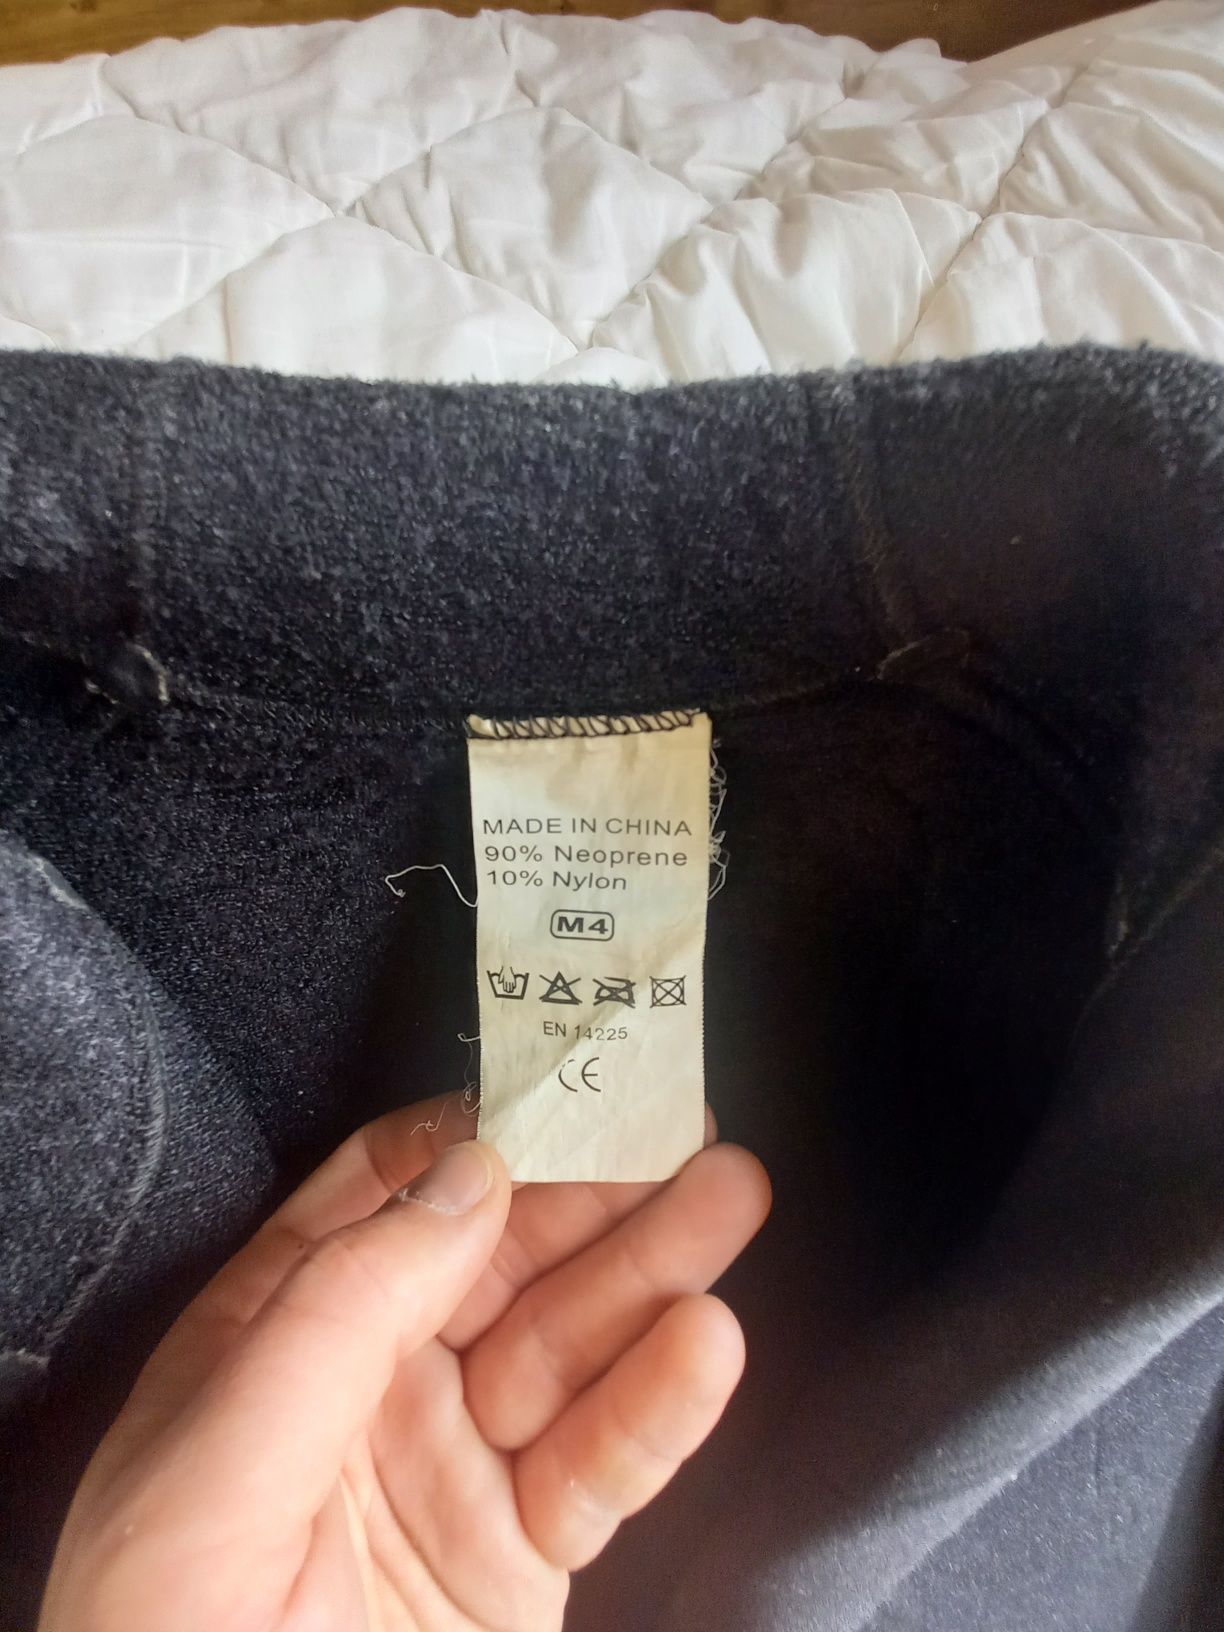 MADE IN CHINA
90% Neoprene
10% Nylon
M4
EN 14225
CE